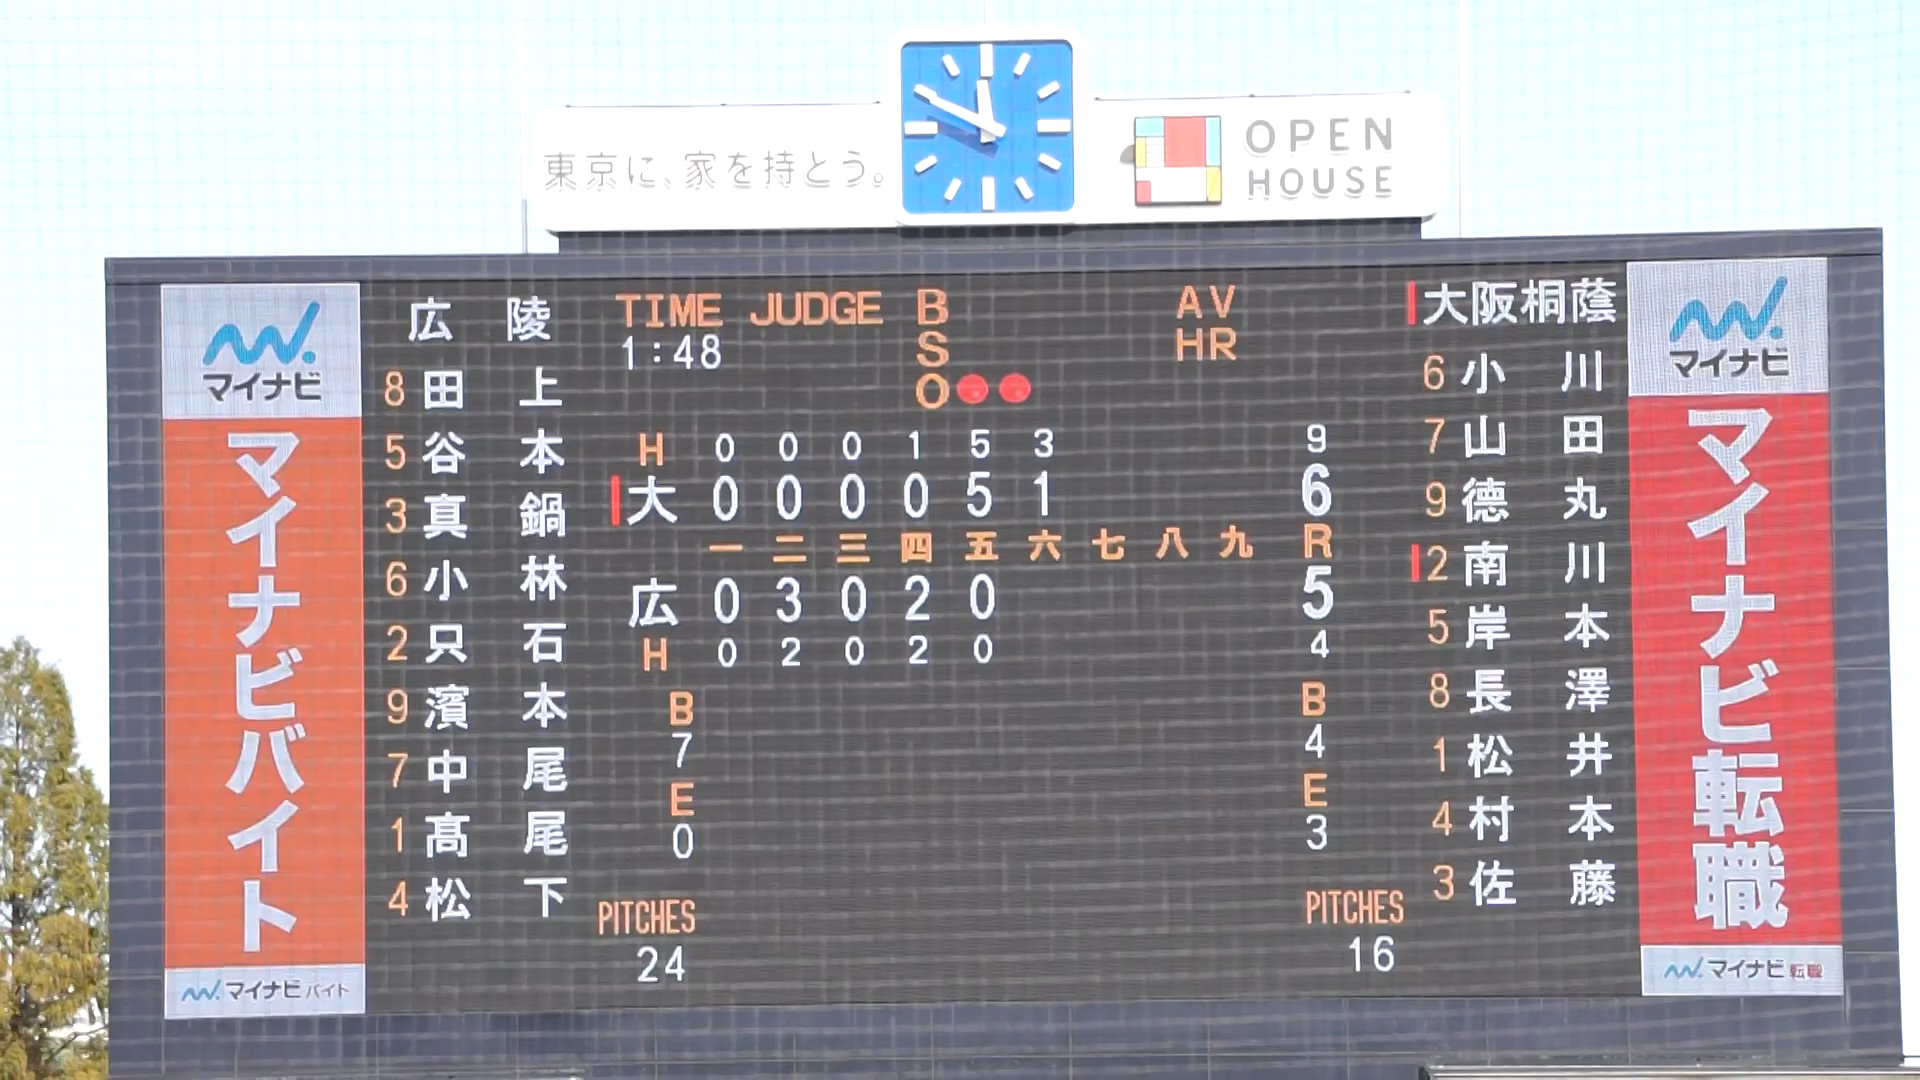 東京に、家を持とう。
OPEN
HOUSE
マイナビ
マイナビバイト
マイナビ バイト
広 陵
8 田 上
5 谷 本
3 真 鍋
6 小 林
2 只 石
9 濱 本
7 中 尾
1 髙 尾
4 松 下
TIME JUDGE B AV
1:48 S HR
O
H 0 0 0 1 5 3 9
大 0 0 0 0 5 1 6
一 二 三 四 五 六 七 八 九 R
広 0 3 0 2 0 5
H 0 2 0 2 0 4
B B
7 4
E E
0 3
PITCHES PITCHES
24 16
大阪桐蔭
6 小 川
7 山 田
9 徳 丸
2 南 川
5 岸 本
8 長 澤
1 松 井
4 村 本
3 佐 藤
マイナビ
マイナビ転職
マイナビ 転職